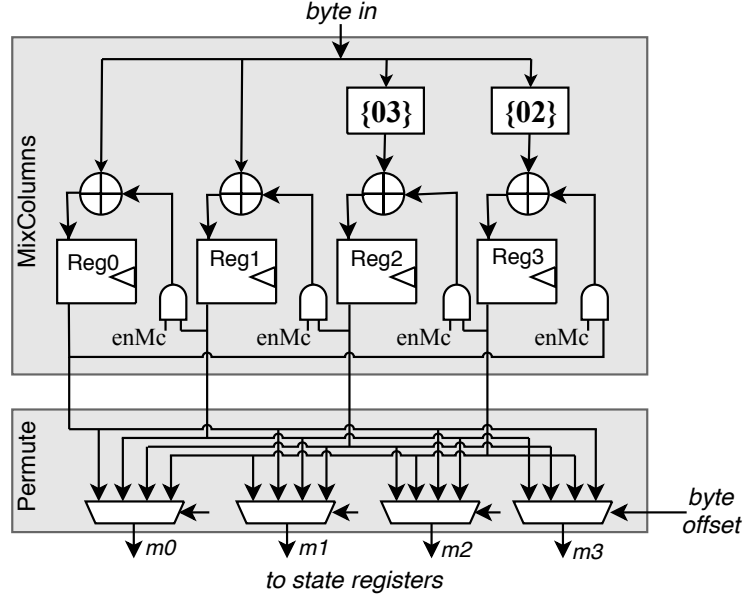 byte in
{03}
{02}
MixColumns
Reg0
Reg1
Reg2
Reg3
enMc
enMc
enMc
enMc
Permute
byte
offset
m0
m1
m2
m3
to state registers